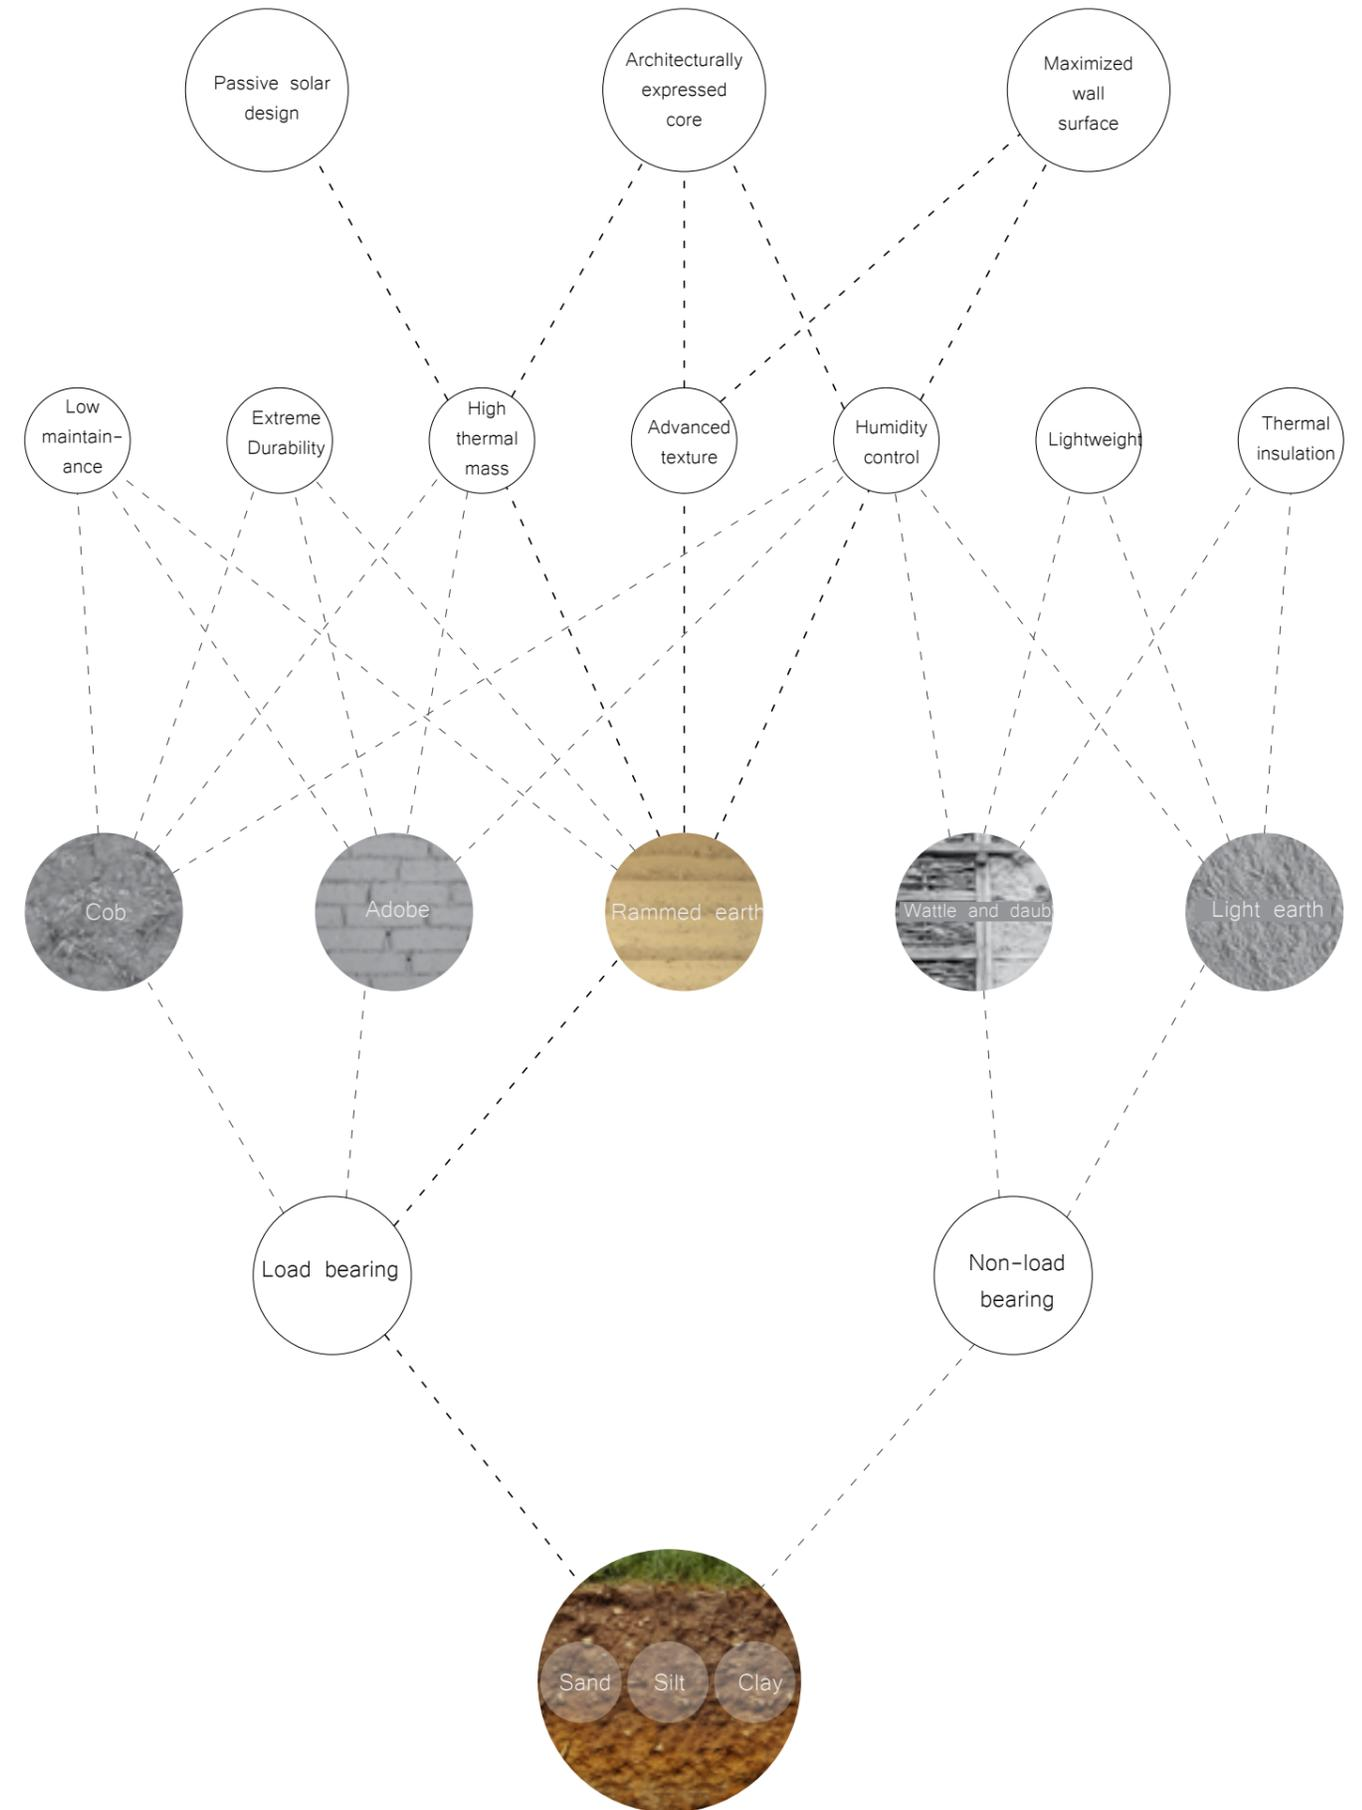 Passive solar
design
Architecturally
expressed
core
Maximized
wall
surface
Low
maintain-
ance
Extreme
Durability
High
thermal
mass
Advanced
texture
Humidity
control
Lightweight
Thermal
insulation
Cob
Adobe
Rammed earth
Wattle and daub
Light earth
Load bearing
Non-load
bearing
Sand
Silt
Clay